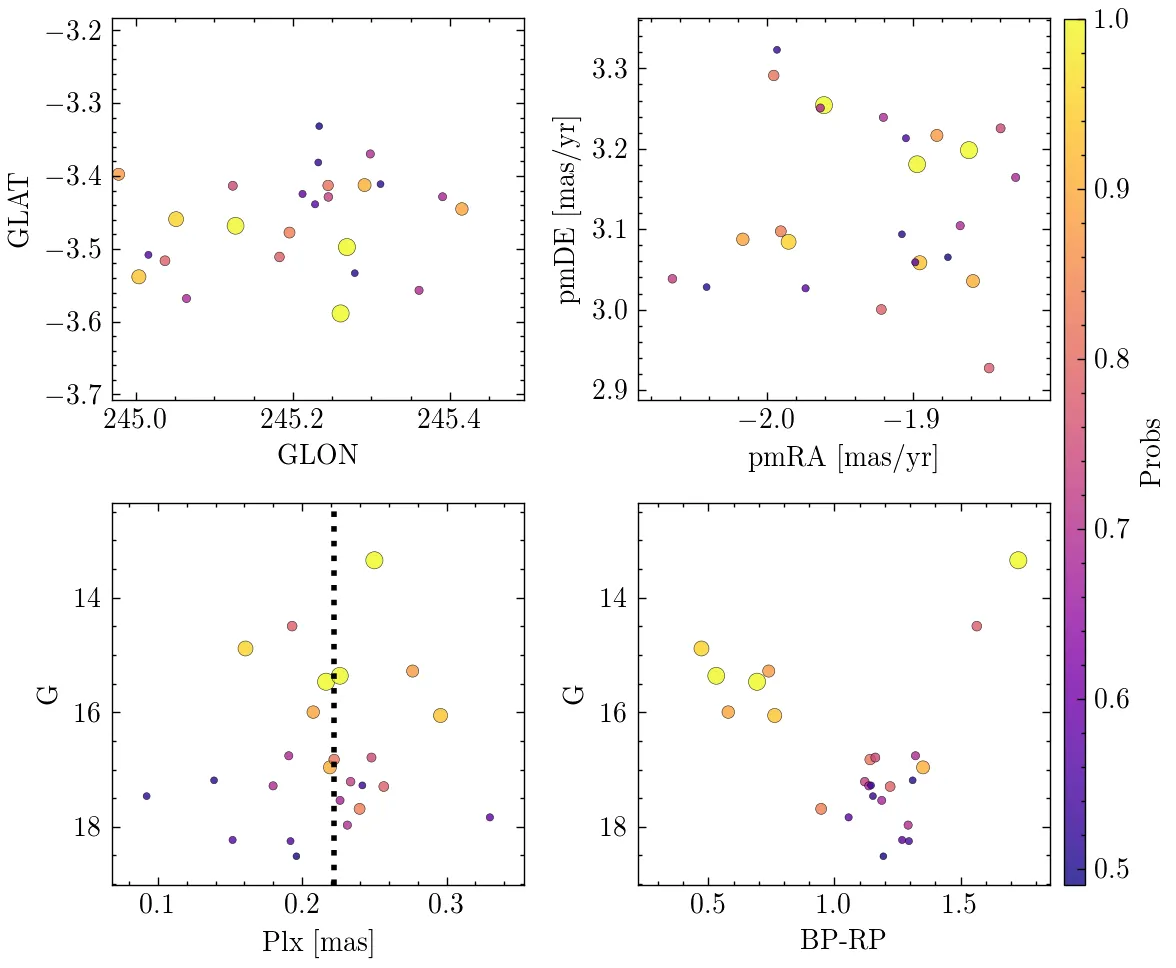 −3.2
−3.3
−3.4
−3.5
−3.6
−3.7
GLAT
245.0 245.2 245.4
GLON
3.3
3.2
3.1
3.0
2.9
pmDE [mas/yr]
−2.0 −1.9
pmRA [mas/yr]
1.0
0.9
0.8
0.7
0.6
0.5
Probs
14
16
18
G
0.1 0.2 0.3
Plx [mas]
14
16
18
G
0.5 1.0 1.5
BP-RP